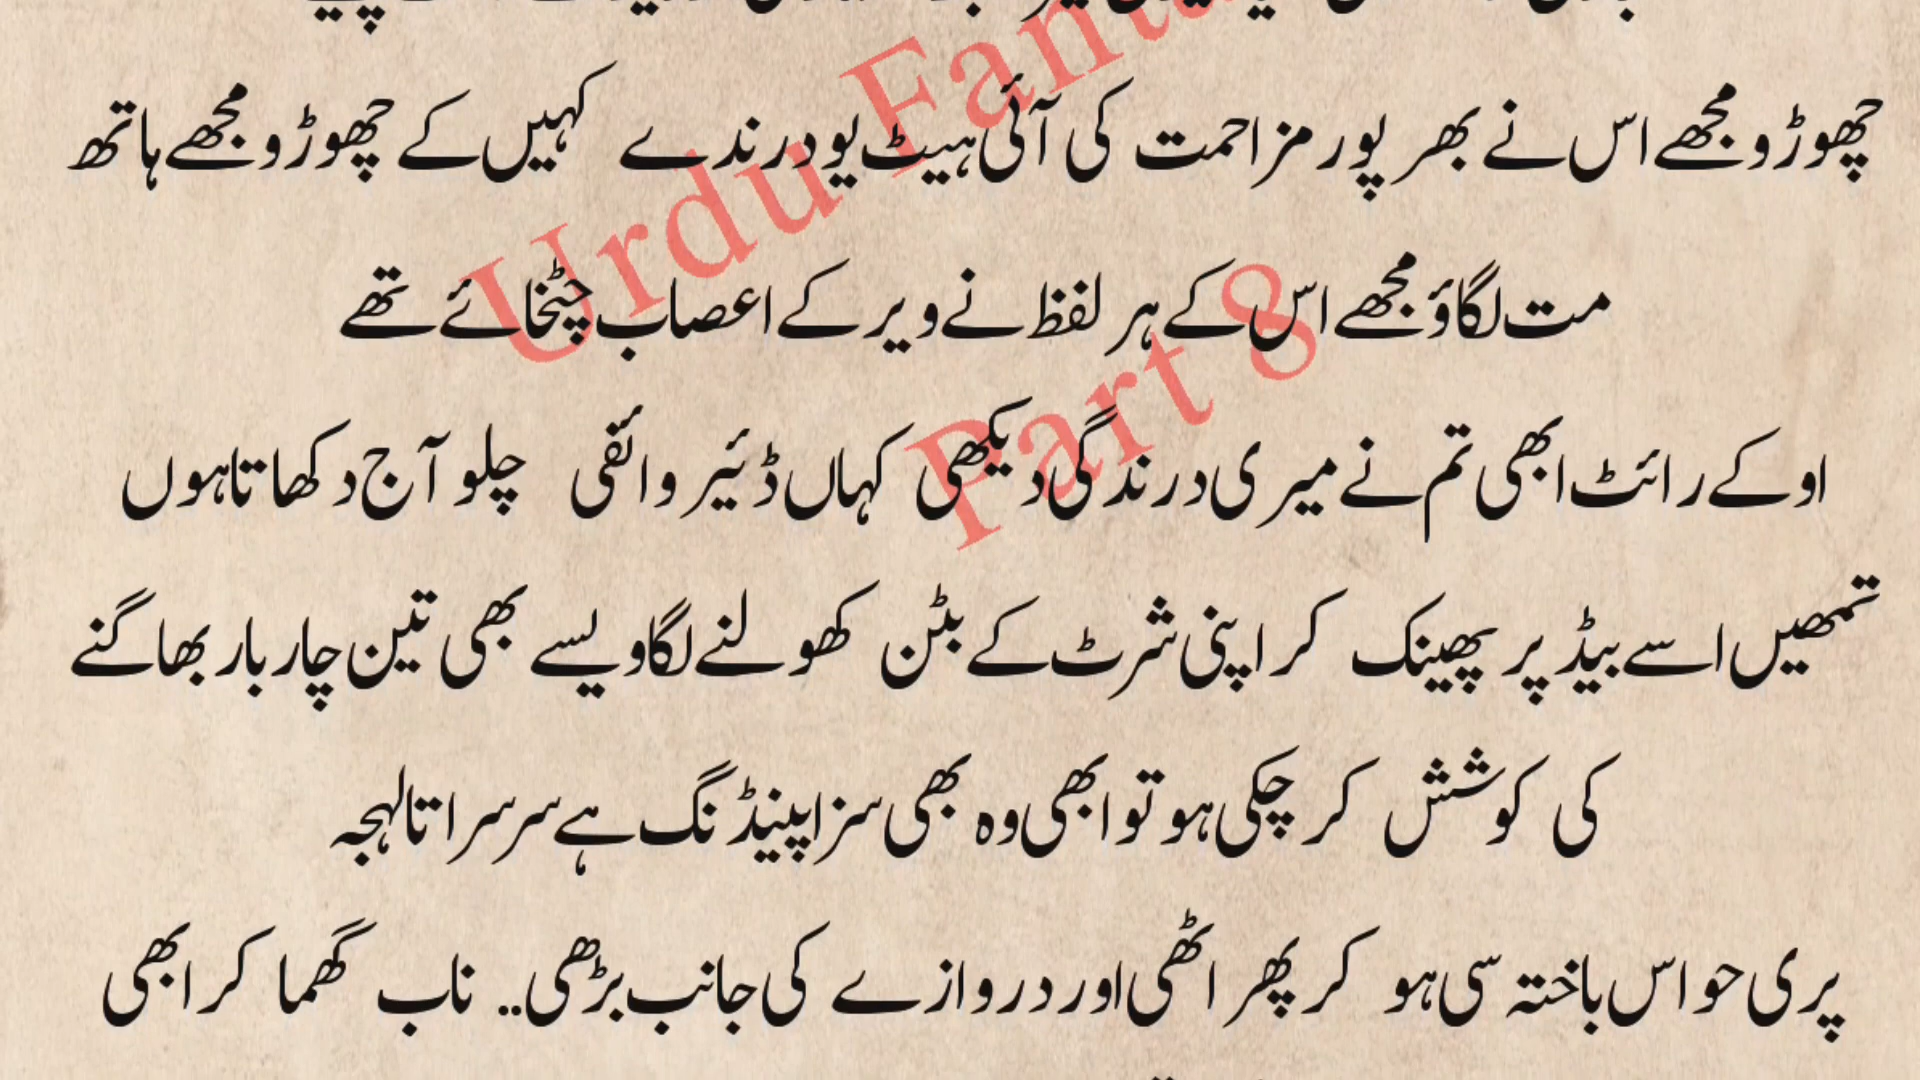 چھوڑو مجھے اس نے بھر پور مزاحمت کی آئی ہیٹ یو درندے کہیں کے چھوڑو مجھے ہاتھ
مت لگاؤ مجھے اس کے ہر لفظ نے ویر کے اعصاب چٹخائے تھے
اوکے رائٹ ابھی تم نے میری درندگی دیکھی کہاں ڈئیر وائفی چلو آج دکھاتا ہوں
تمھیں اسے بیڈ پر پھینک کر اپنی شرٹ کے بٹن کھولنے لگا ویسے بھی تین چار بار بھاگنے
کی کوشش کر چکی ہو تو ابھی وہ بھی سزا پینڈنگ ہے سرسراتا لہجہ
پری حواس باختہ سی ہو کر پھر اٹھی اور دروازے کی جانب بڑھی.. ناب گھما کر ابھی
Urdu Fanta
Part 8